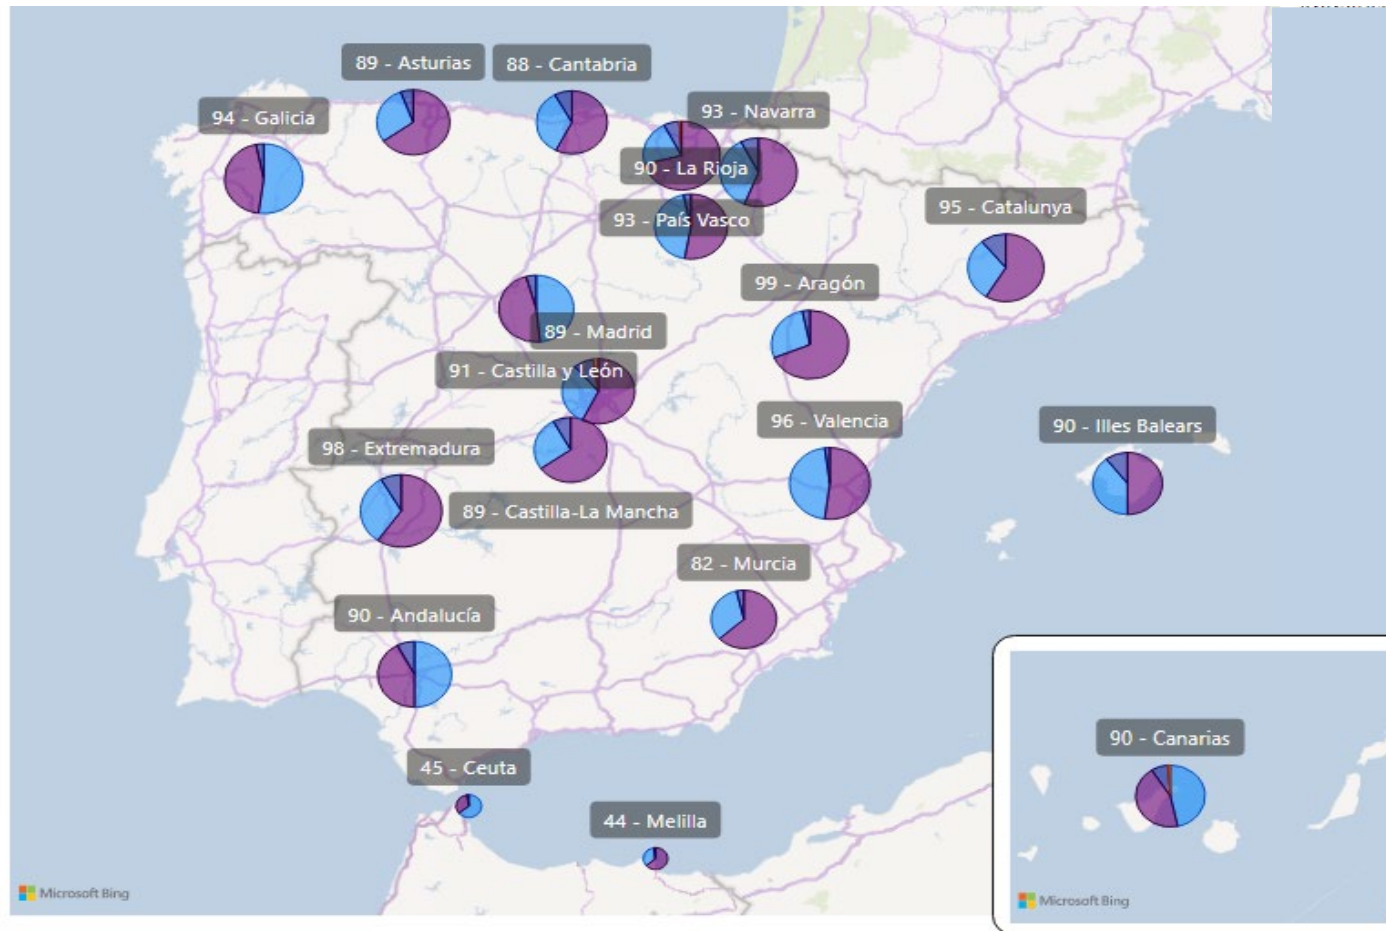 89 - Asturias
88 - Cantabria
94 - Galicia
93 - Navarra
90 - La Rioja
93 - País Vasco
95 - Catalunya
99 - Aragón
89 - Madrid
91 - Castilla y León
96 - Valencia
90 - Illes Balears
98 - Extremadura
89 - Castilla-La Mancha
82 - Murcia
90 - Andalucía
90 - Canarias
45 - Ceuta
44 - Melilla
Microsoft Bing
Microsoft Bing